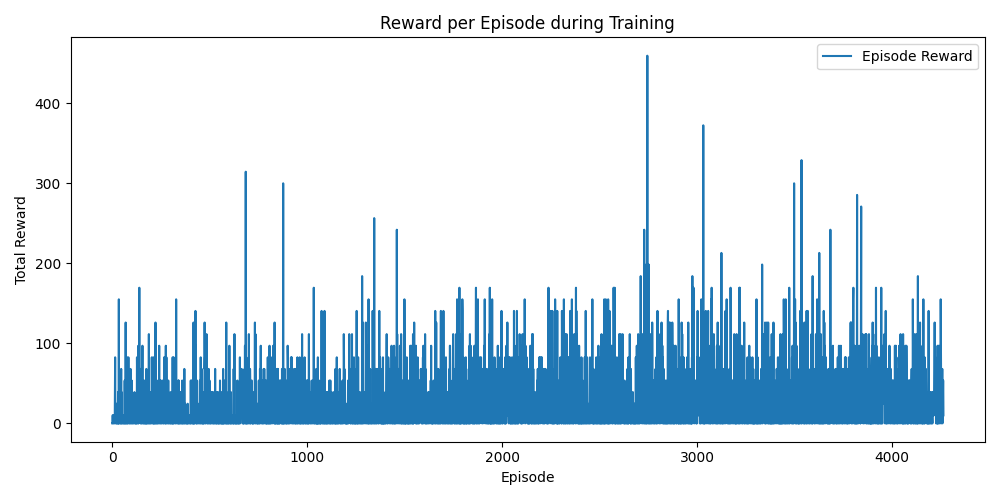 Reward per Episode during Training
Episode Reward
Total Reward
400
300
200
100
0
0 1000 2000 3000 4000
Episode